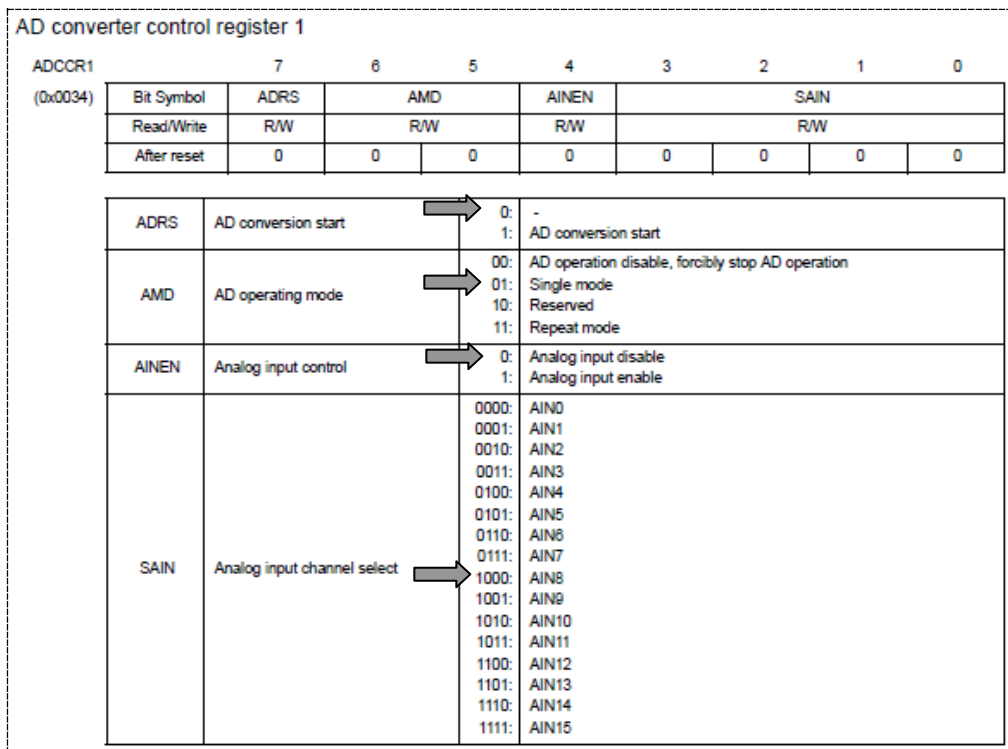 AD converter control register 1
ADCCR1 7 6 5 4 3 2 1 0
(0x0034) Bit Symbol ADRS AMD AINEN SAIN
Read/Write R/W R/W R/W R/W
After reset 0 0 0 0 0 0 0 0
ADRS AD conversion start 0: -
1: AD conversion start
AMD AD operating mode 00: AD operation disable, forcibly stop AD operation
01: Single mode
10: Reserved
11: Repeat mode
AINEN Analog input control 0: Analog input disable
1: Analog input enable
SAIN Analog input channel select 0000: AIN0
0001: AIN1
0010: AIN2
0011: AIN3
0100: AIN4
0101: AIN5
0110: AIN6
0111: AIN7
1000: AIN8
1001: AIN9
1010: AIN10
1011: AIN11
1100: AIN12
1101: AIN13
1110: AIN14
1111: AIN15